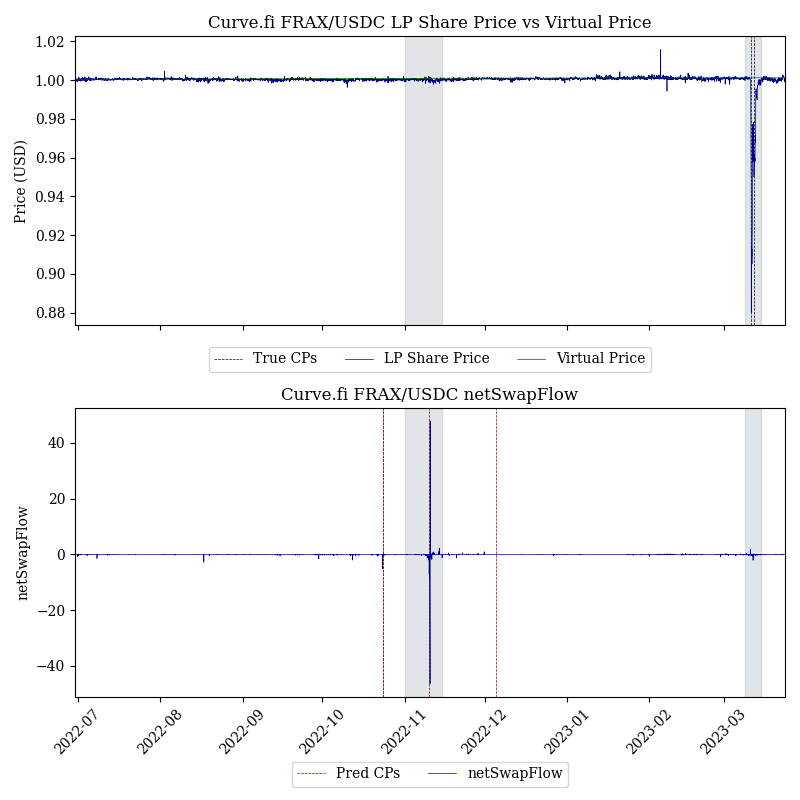 Curve.fi FRAX/USDC LP Share Price vs Virtual Price
1.02
1.00
0.98
0.96
0.94
0.92
0.90
0.88
Price (USD)
True CPs LP Share Price Virtual Price
Curve.fi FRAX/USDC netSwapFlow
40
20
0
−20
−40
netSwapFlow
2022-07 2022-08 2022-09 2022-10 2022-11 2022-12 2023-01 2023-02 2023-03
Pred CPs netSwapFlow